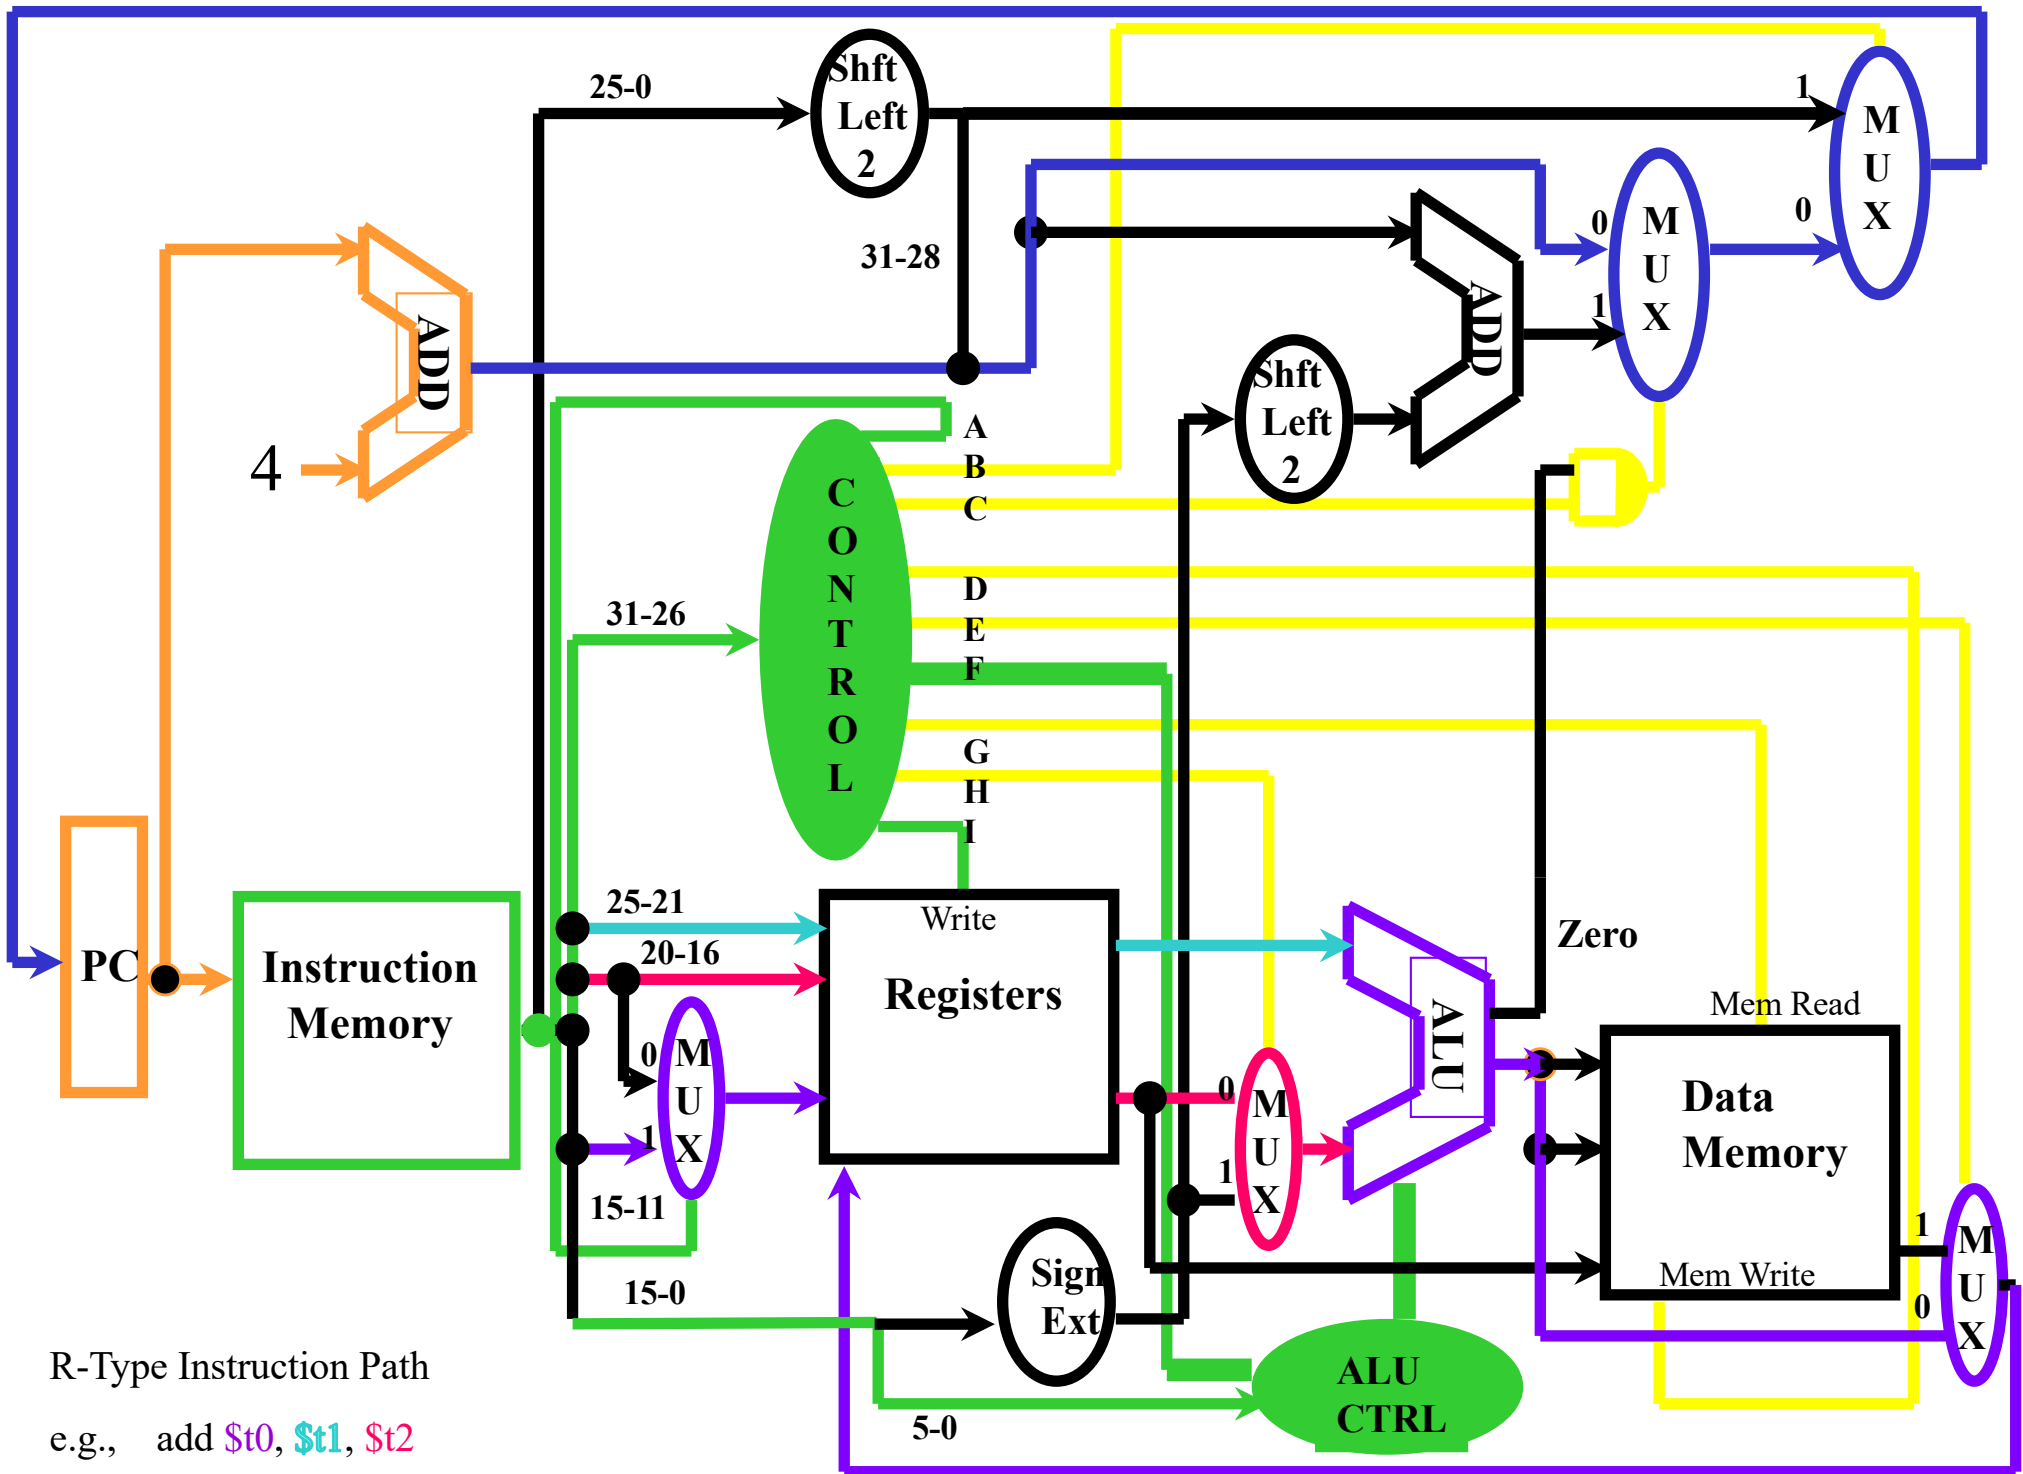 25-0
Shft
Left
2
1
M
U
X
0
M
U
X
0
1
31-28
ADD
ADD
4
Shft
Left
2
A
B
C
D
E
F
G
H
I
C
O
N
T
R
O
L
31-26
25-21
20-16
Write
Registers
PC
Instruction
Memory
0
M
U
X
1
15-11
0
M
U
X
1
ALU
Zero
Mem Read
Data
Memory
Mem Write
1
M
U
X
0
15-0
Sign
Ext
ALU
CTRL
5-0
R-Type Instruction Path
e.g., add $t0, $t1, $t2